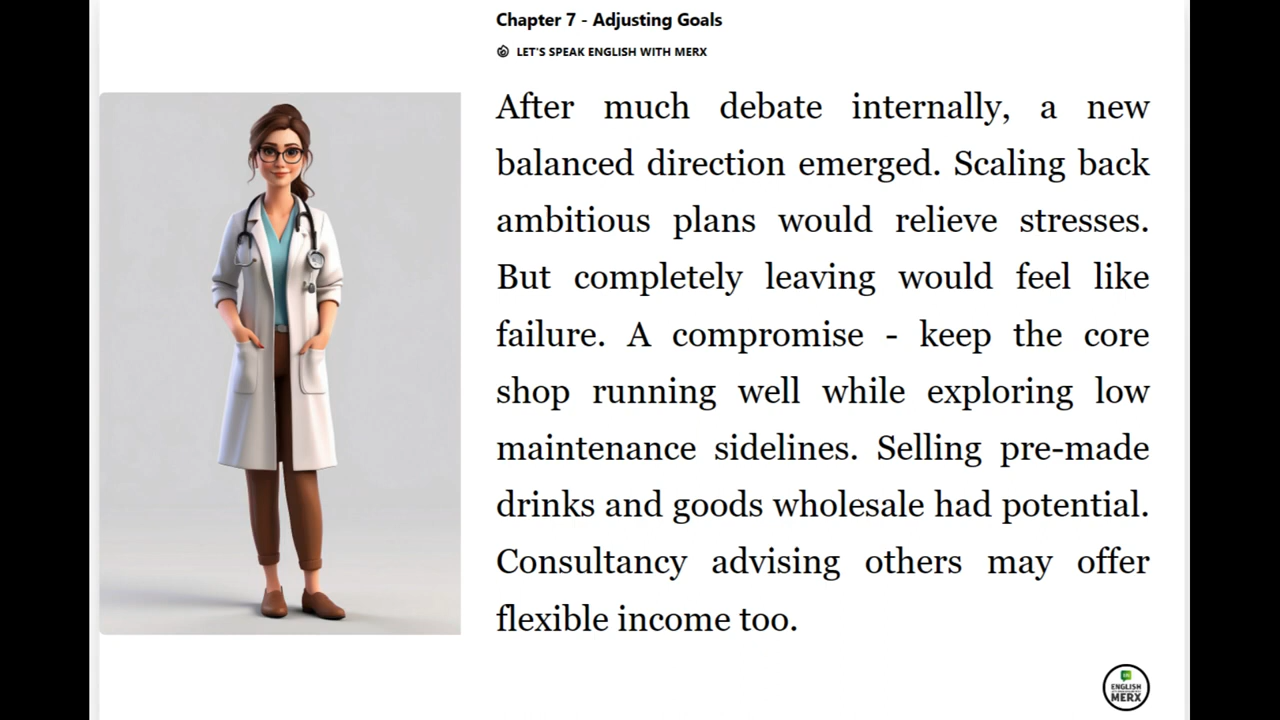 Chapter 7 - Adjusting Goals
LET'S SPEAK ENGLISH WITH MERX
After much debate internally, a new
balanced direction emerged. Scaling back
ambitious plans would relieve stresses.
But completely leaving would feel like
failure. A compromise - keep the core
shop running well while exploring low
maintenance sidelines. Selling pre-made
drinks and goods wholesale had potential.
Consultancy advising others may offer
flexible income too.
ENGLISH
MERX